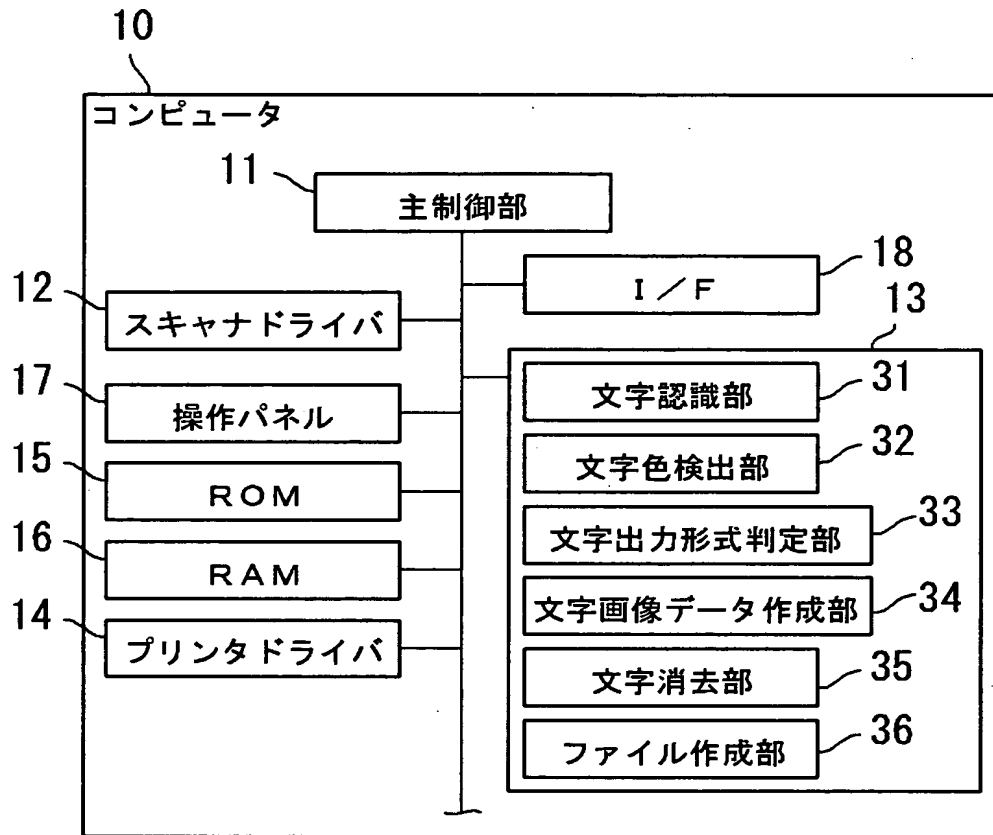 10
コンピュータ
11
主制御部
18
I／F
12
スキャナドライバ
13
17
操作パネル
31
文字認識部
32
文字色検出部
15
ROM
33
文字出力形式判定部
16
RAM
34
文字画像データ作成部
14
プリンタドライバ
35
文字消去部
36
ファイル作成部